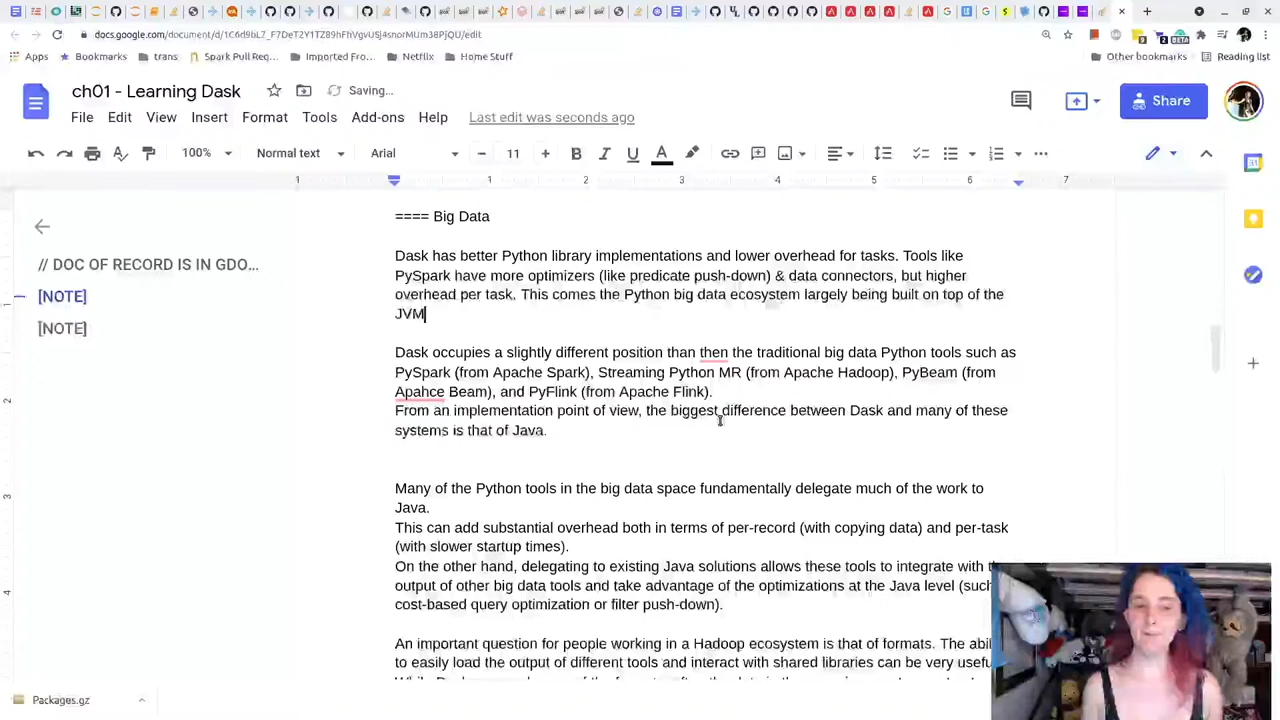 docs.google.com/document/d/
Apps Bookmarks trans Spark Pull Req... Imported Fro... Netflix Home Suff Other bookmarks Reading list
ch01 - Learning Dask Saving... Share
File Edit View Insert Format Tools Add-ons Help Last edit was seconds ago
100% Normal text Arial 11
1 1 2 3 4 5 6 7
==== Big Data
// DOC OF RECORD IS IN GDO...
[NOTE]
[NOTE]
Dask has better Python library implementations and lower overhead for tasks. Tools like
PySpark have more optimizers (like predicate push-down) & data connectors, but higher
overhead per task. This comes the Python big data ecosystem largely being built on top of the
JVM
Dask occupies a slightly different position than then the traditional big data Python tools such as
PySpark (from Apache Spark), Streaming Python MR (from Apache Hadoop), PyBeam (from
Apahce Beam), and PyFlink (from Apache Flink).
From an implementation point of view, the biggest difference between Dask and many of these
systems is that of Java.
Many of the Python tools in the big data space fundamentally delegate much of the work to
Java.
This can add substantial overhead both in terms of per-record (with copying data) and per-task
(with slower startup times).
On the other hand, delegating to existing Java solutions allows these tools to integrate with
output of other big data tools and take advantage of the optimizations at the Java level (such
cost-based query optimization or filter push-down).
An important question for people working in a Hadoop ecosystem is that of formats. The
to easily load the output of different tools and interact with shared libraries can be very
Packages.gz